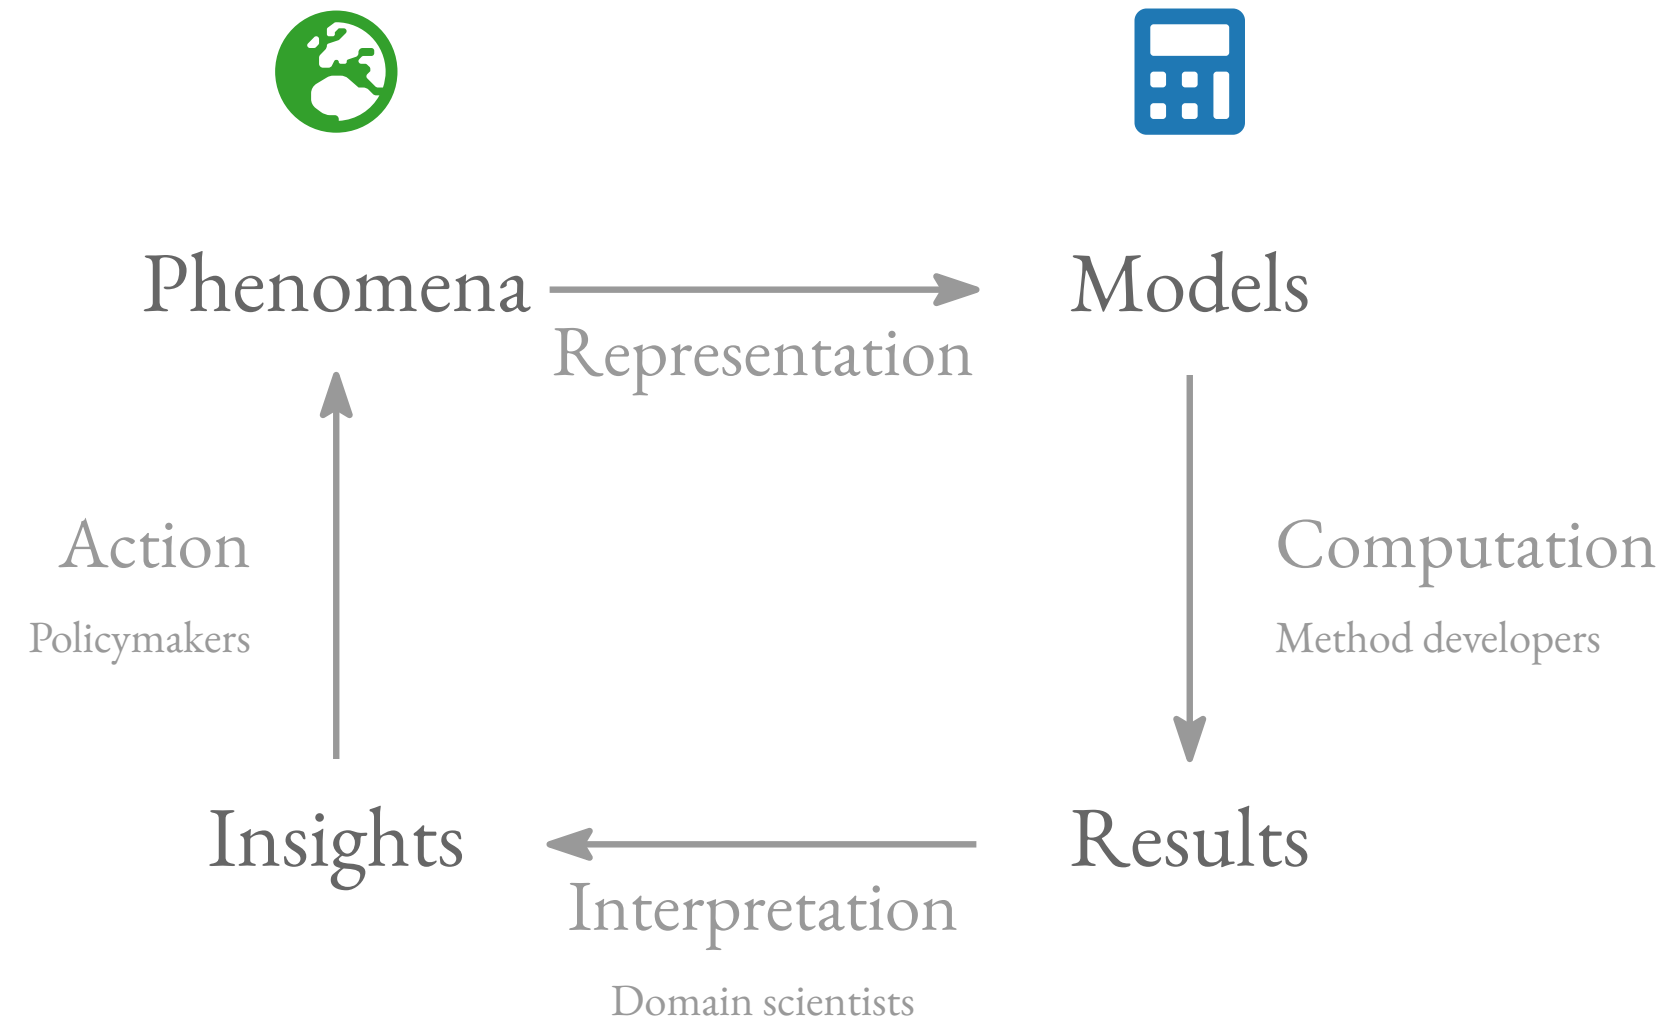 Phenomena
Models
Representation
Action
Policymakers
Computation
Method developers
Insights
Results
Interpretation
Domain scientists